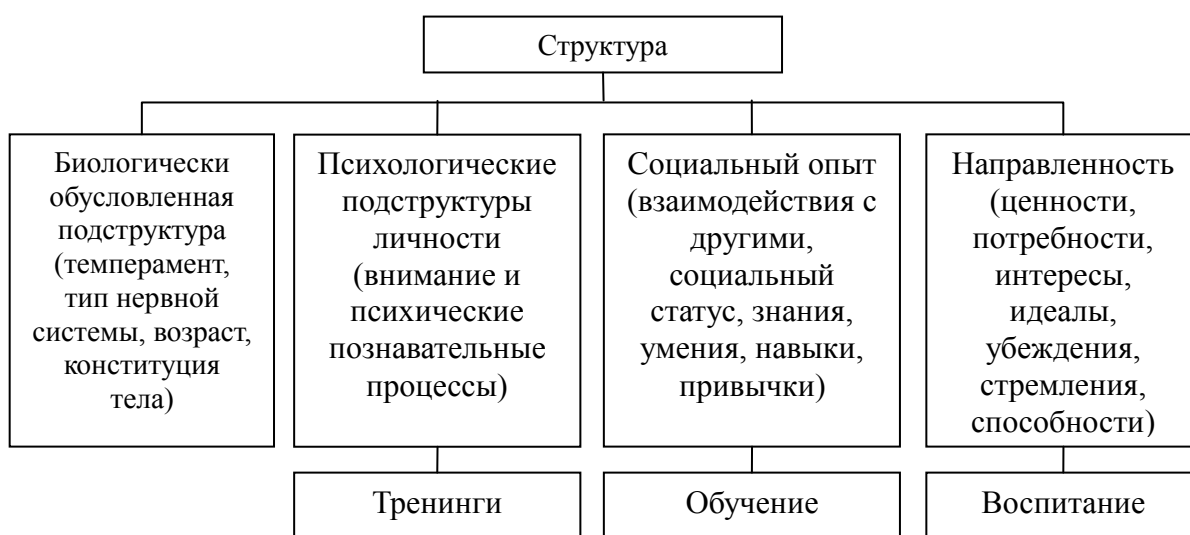 Структура
Биологически
обусловленная
подструктура
(темперамент,
тип нервной
системы, возраст,
конституция
тела)
Психологические
подструктуры
личности
(внимание и
психические
познавательные
процессы)
Социальный опыт
(взаимодействия с
другими,
социальный
статус, знания,
умения, навыки,
привычки)
Направленность
(ценности,
потребности,
интересы,
идеалы,
убеждения,
стремления,
способности)
Тренинги
Обучение
Воспитание